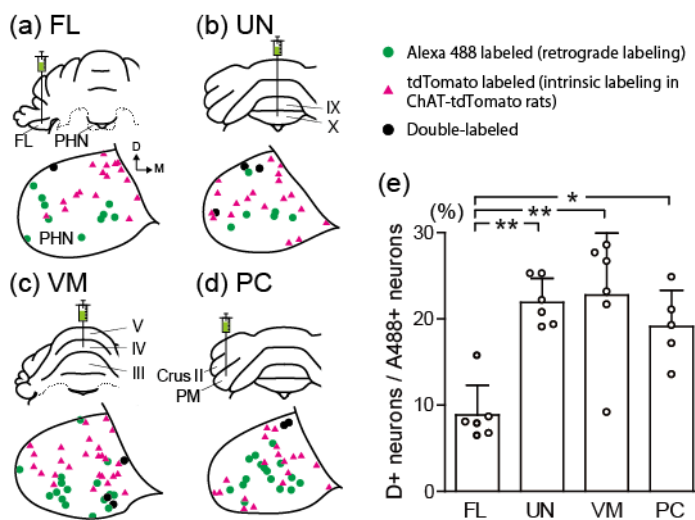 (a) FL
FL
PHN
D
M
PHN
(b) UN
IX
X
Alexa 488 labeled (retrograde labeling)
tdTomato labeled (intrinsic labeling in
ChAT-tdTomato rats)
Double-labeled
(c) VM
V
IV
III
(d) PC
Crus II
PM
(e)
(%)
*
**
**
30
20
10
0
D+ neurons / A488+ neurons
FL
UN
VM
PC